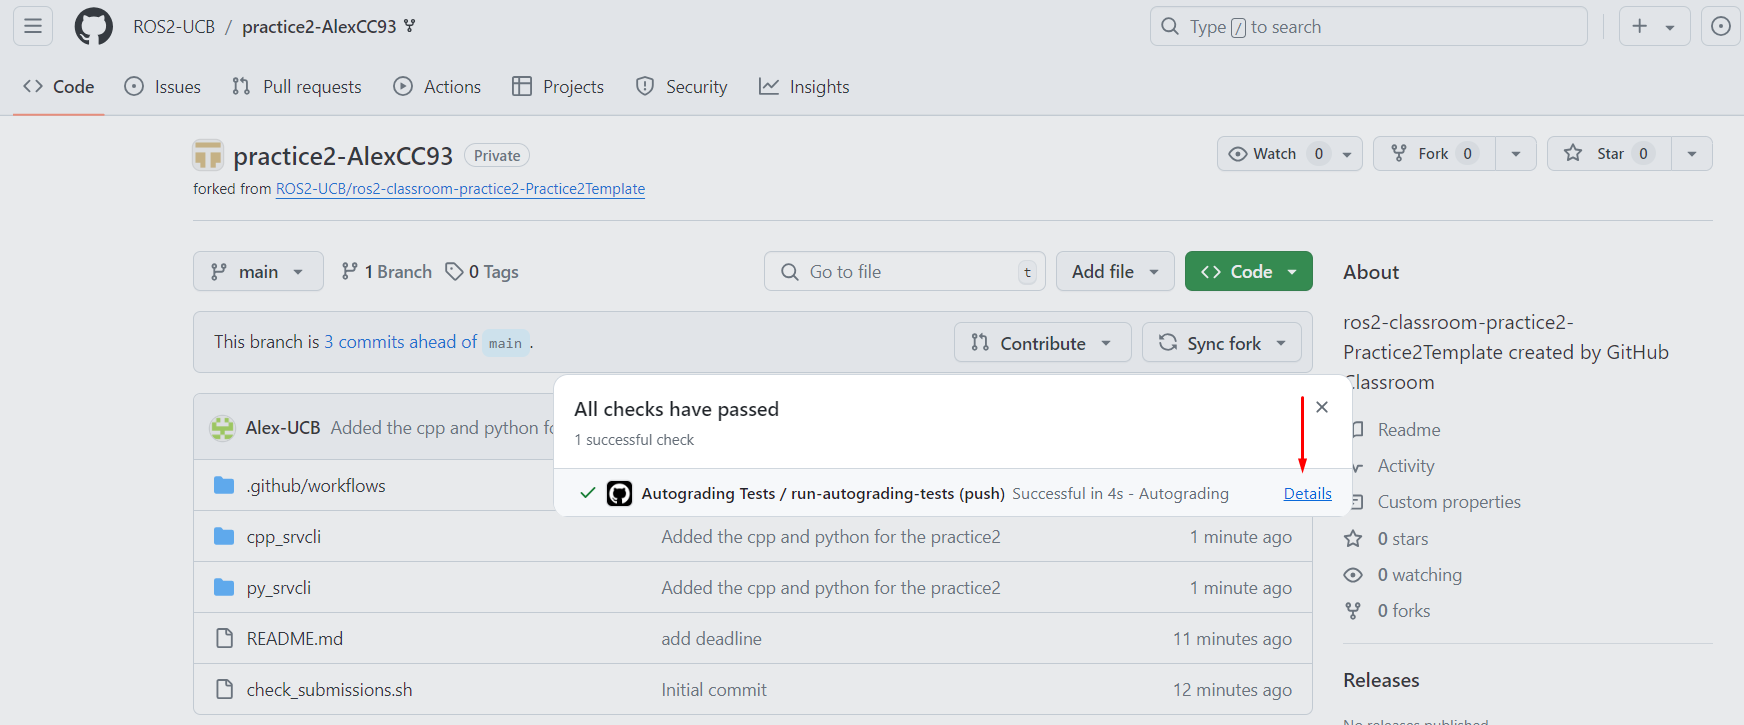 ROS2-UCB / practice2-AlexCC93
Type / to search
Code Issues Pull requests Actions Projects Security Insights
practice2-AlexCC93 Private
Watch 0 Fork 0 Star 0
forked from ROS2-UCB/ros2-classroom-practice2-Practice2Template
main 1 Branch 0 Tags Go to file t Add file Code
This branch is 3 commits ahead of main .
Contribute Sync fork
All checks have passed
1 successful check
Alex-UCB Added the cpp and python fo
Autograding Tests / run-autograding-tests (push) Successful in 4s - Autograding Details
.github/workflows
cpp_srvcli Added the cpp and python for the practice2 1 minute ago
py_srvcli Added the cpp and python for the practice2 1 minute ago
README.md add deadline 11 minutes ago
check_submissions.sh Initial commit 12 minutes ago
About
ros2-classroom-practice2-
Practice2Template created by GitHub
Classroom
Readme
Activity
Custom properties
0 stars
0 watching
0 forks
Releases
No releases published